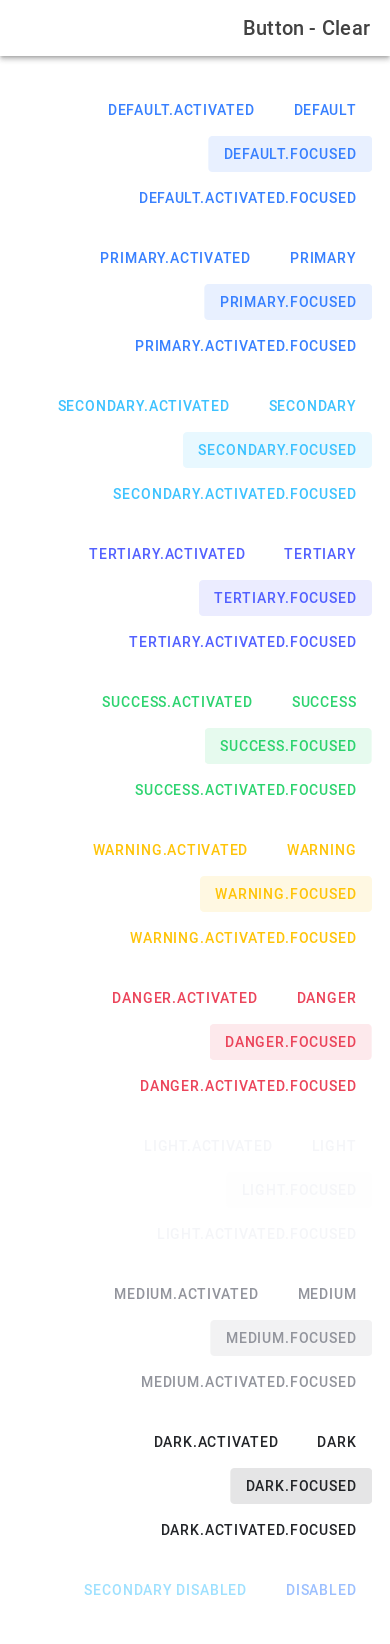 Button - Clear
DEFAULT.ACTIVATED DEFAULT
DEFAULT.FOCUSED
DEFAULT.ACTIVATED.FOCUSED
PRIMARY.ACTIVATED PRIMARY
PRIMARY.FOCUSED
PRIMARY.ACTIVATED.FOCUSED
SECONDARY.ACTIVATED SECONDARY
SECONDARY.FOCUSED
SECONDARY.ACTIVATED.FOCUSED
TERTIARY.ACTIVATED TERTIARY
TERTIARY.FOCUSED
TERTIARY.ACTIVATED.FOCUSED
SUCCESS.ACTIVATED SUCCESS
SUCCESS.FOCUSED
SUCCESS.ACTIVATED.FOCUSED
WARNING.ACTIVATED WARNING
WARNING.FOCUSED
WARNING.ACTIVATED.FOCUSED
DANGER.ACTIVATED DANGER
DANGER.FOCUSED
DANGER.ACTIVATED.FOCUSED
LIGHT.ACTIVATED LIGHT
LIGHT.FOCUSED
LIGHT.ACTIVATED.FOCUSED
MEDIUM.ACTIVATED MEDIUM
MEDIUM.FOCUSED
MEDIUM.ACTIVATED.FOCUSED
DARK.ACTIVATED DARK
DARK.FOCUSED
DARK.ACTIVATED.FOCUSED
SECONDARY DISABLED DISABLED